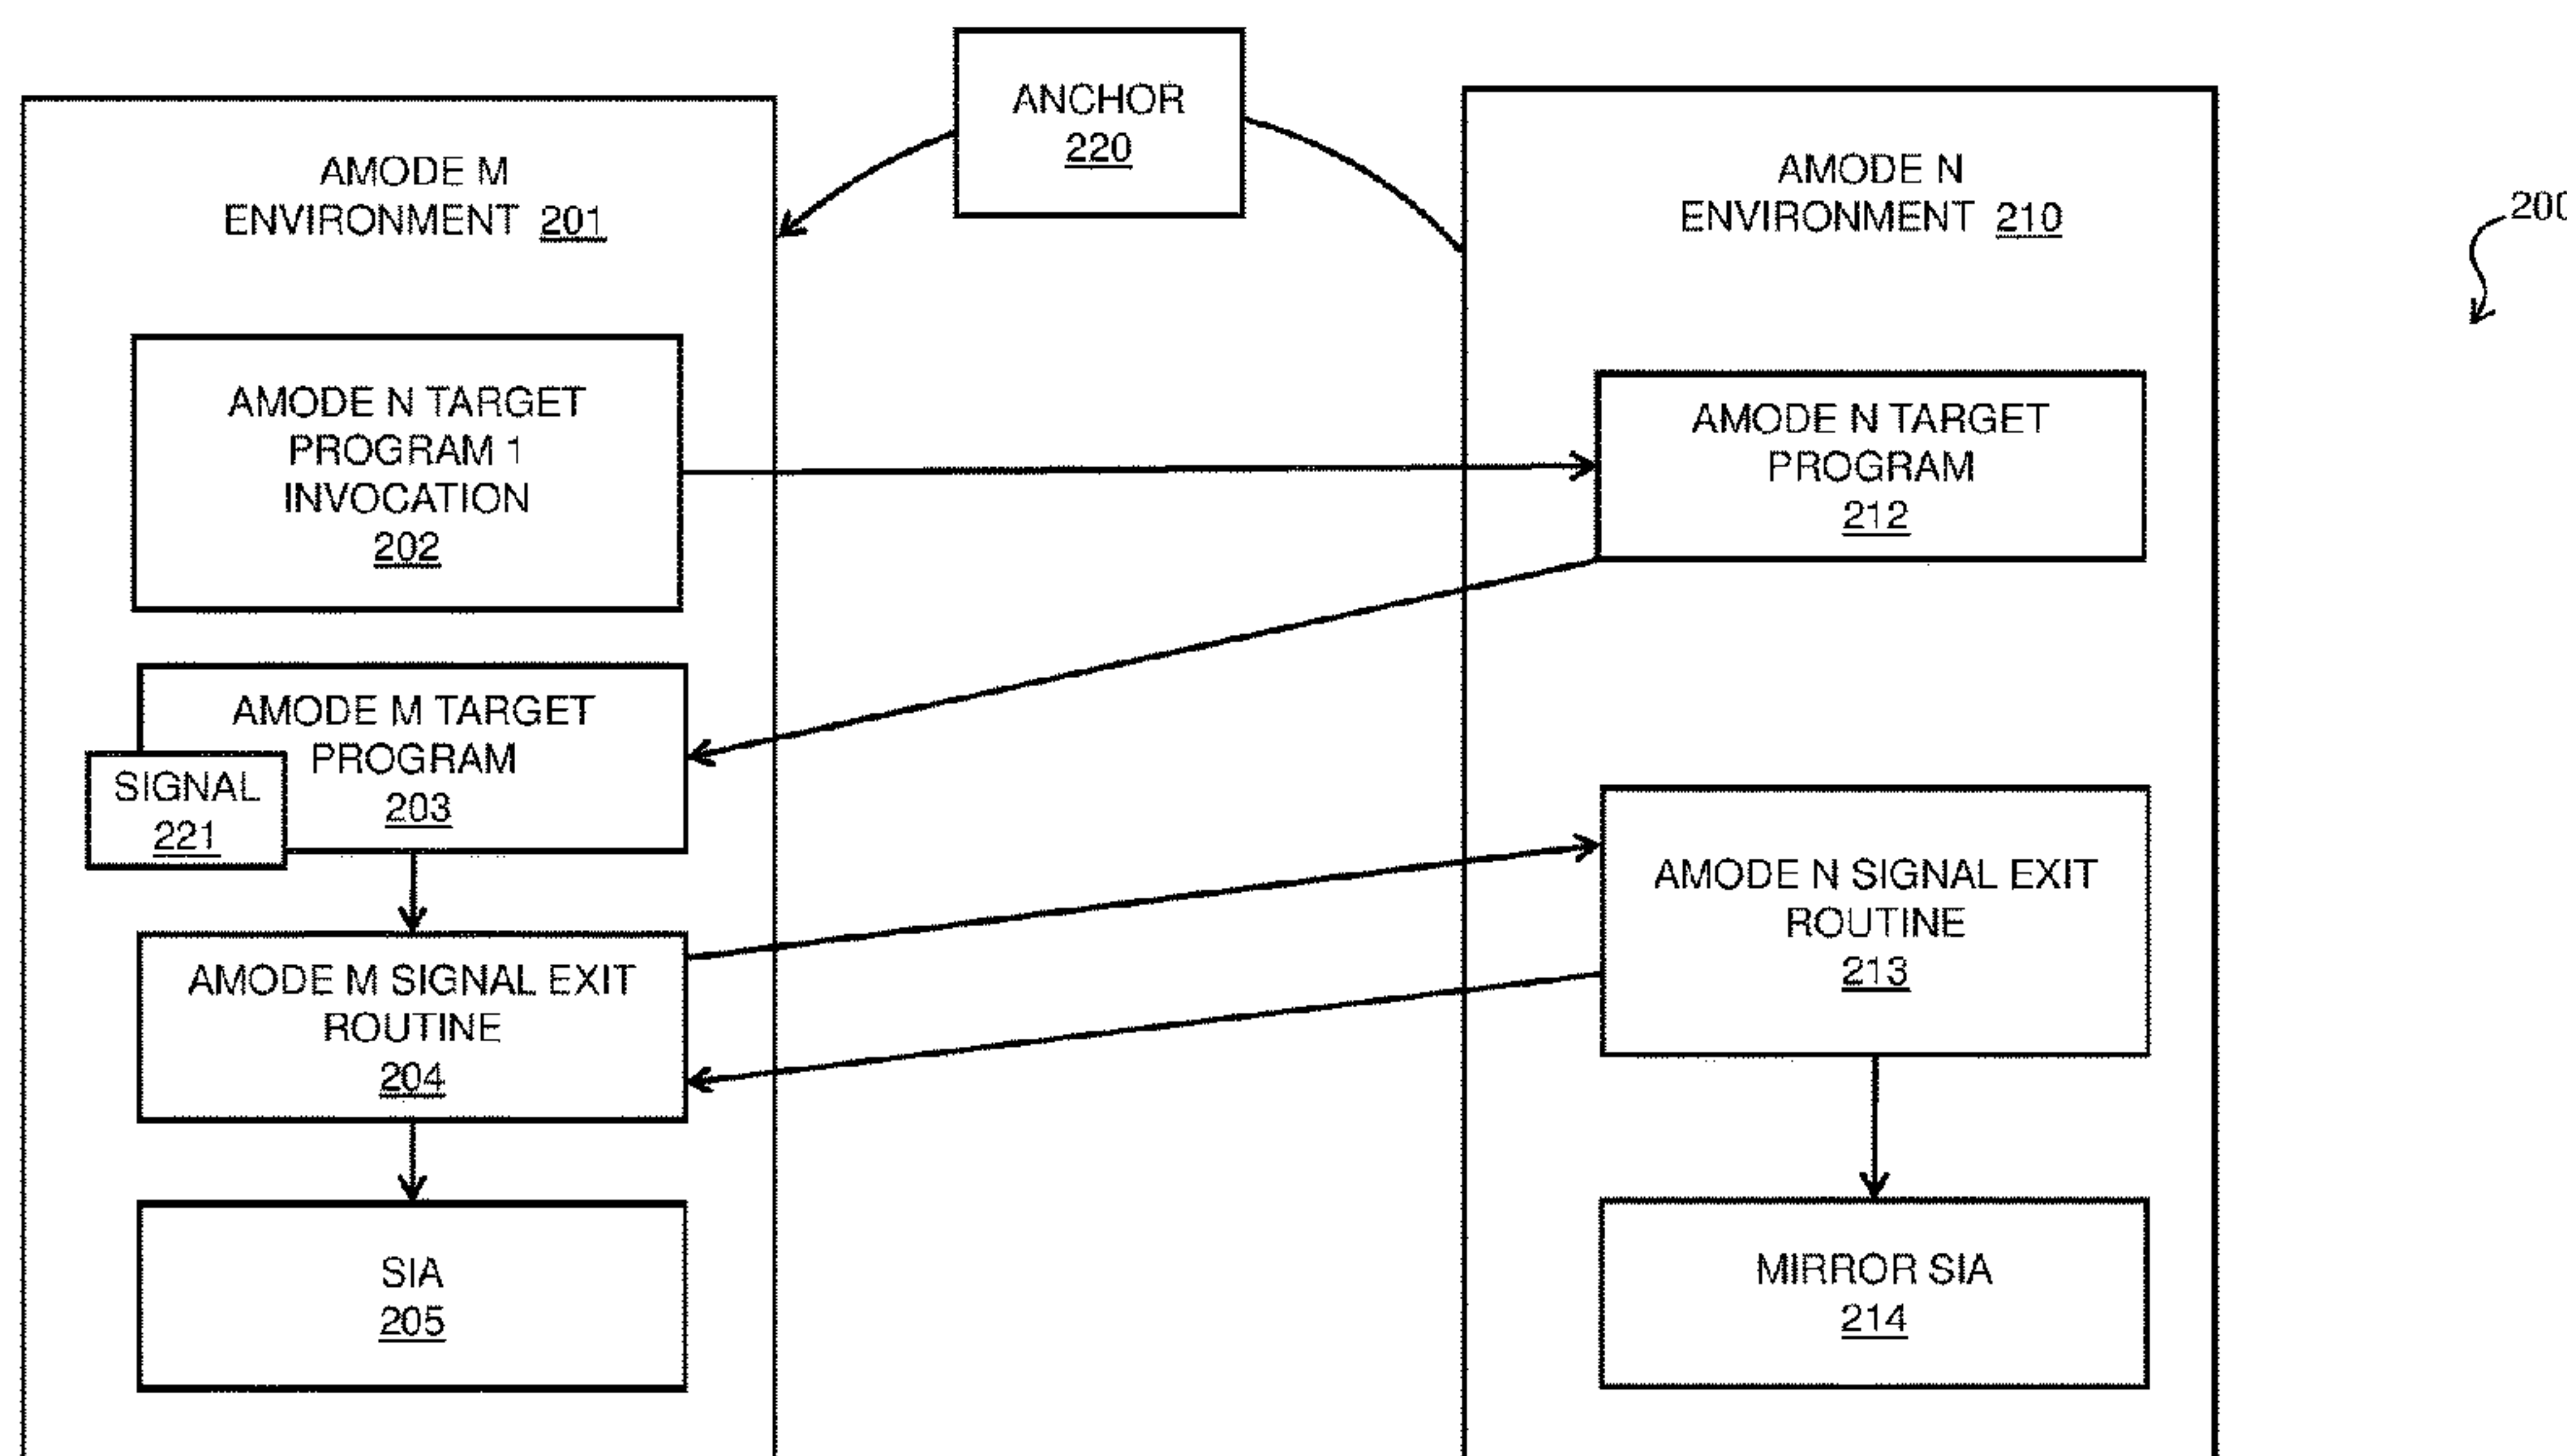 ANCHOR
220
AMODE M
ENVIRONMENT 201
AMODE N TARGET
PROGRAM 1
INVOCATION
202
AMODE M TARGET
PROGRAM
203
SIGNAL
221
AMODE M SIGNAL EXIT
ROUTINE
204
SIA
205
AMODE N
ENVIRONMENT 210
AMODE N TARGET
PROGRAM
212
AMODE N SIGNAL EXIT
ROUTINE
213
MIRROR SIA
214
200